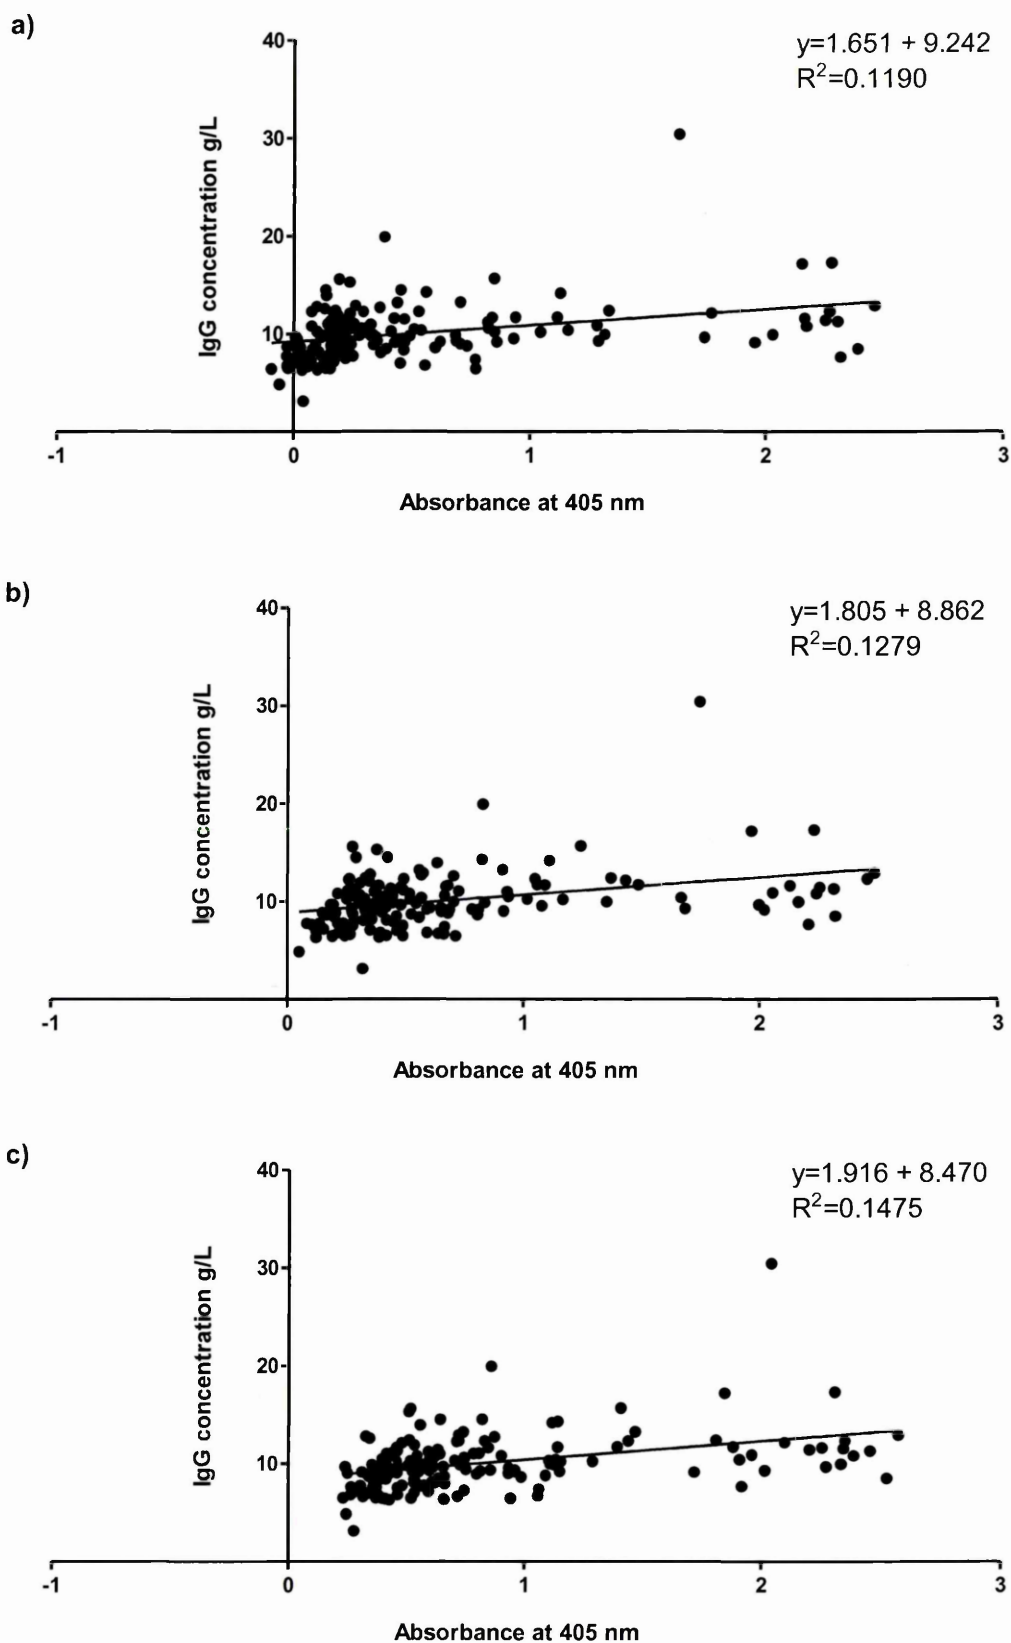 a)
y=1.651 + 9.242
R²=0.1190
40
30
20
10
IgG concentration g/L
-1 0 1 2 3
Absorbance at 405 nm
b)
y=1.805 + 8.862
R²=0.1279
40
30
20
10
IgG concentration g/L
-1 0 1 2 3
Absorbance at 405 nm
c)
y=1.916 + 8.470
R²=0.1475
40
30
20
10
IgG concentration g/L
-1 0 1 2 3
Absorbance at 405 nm